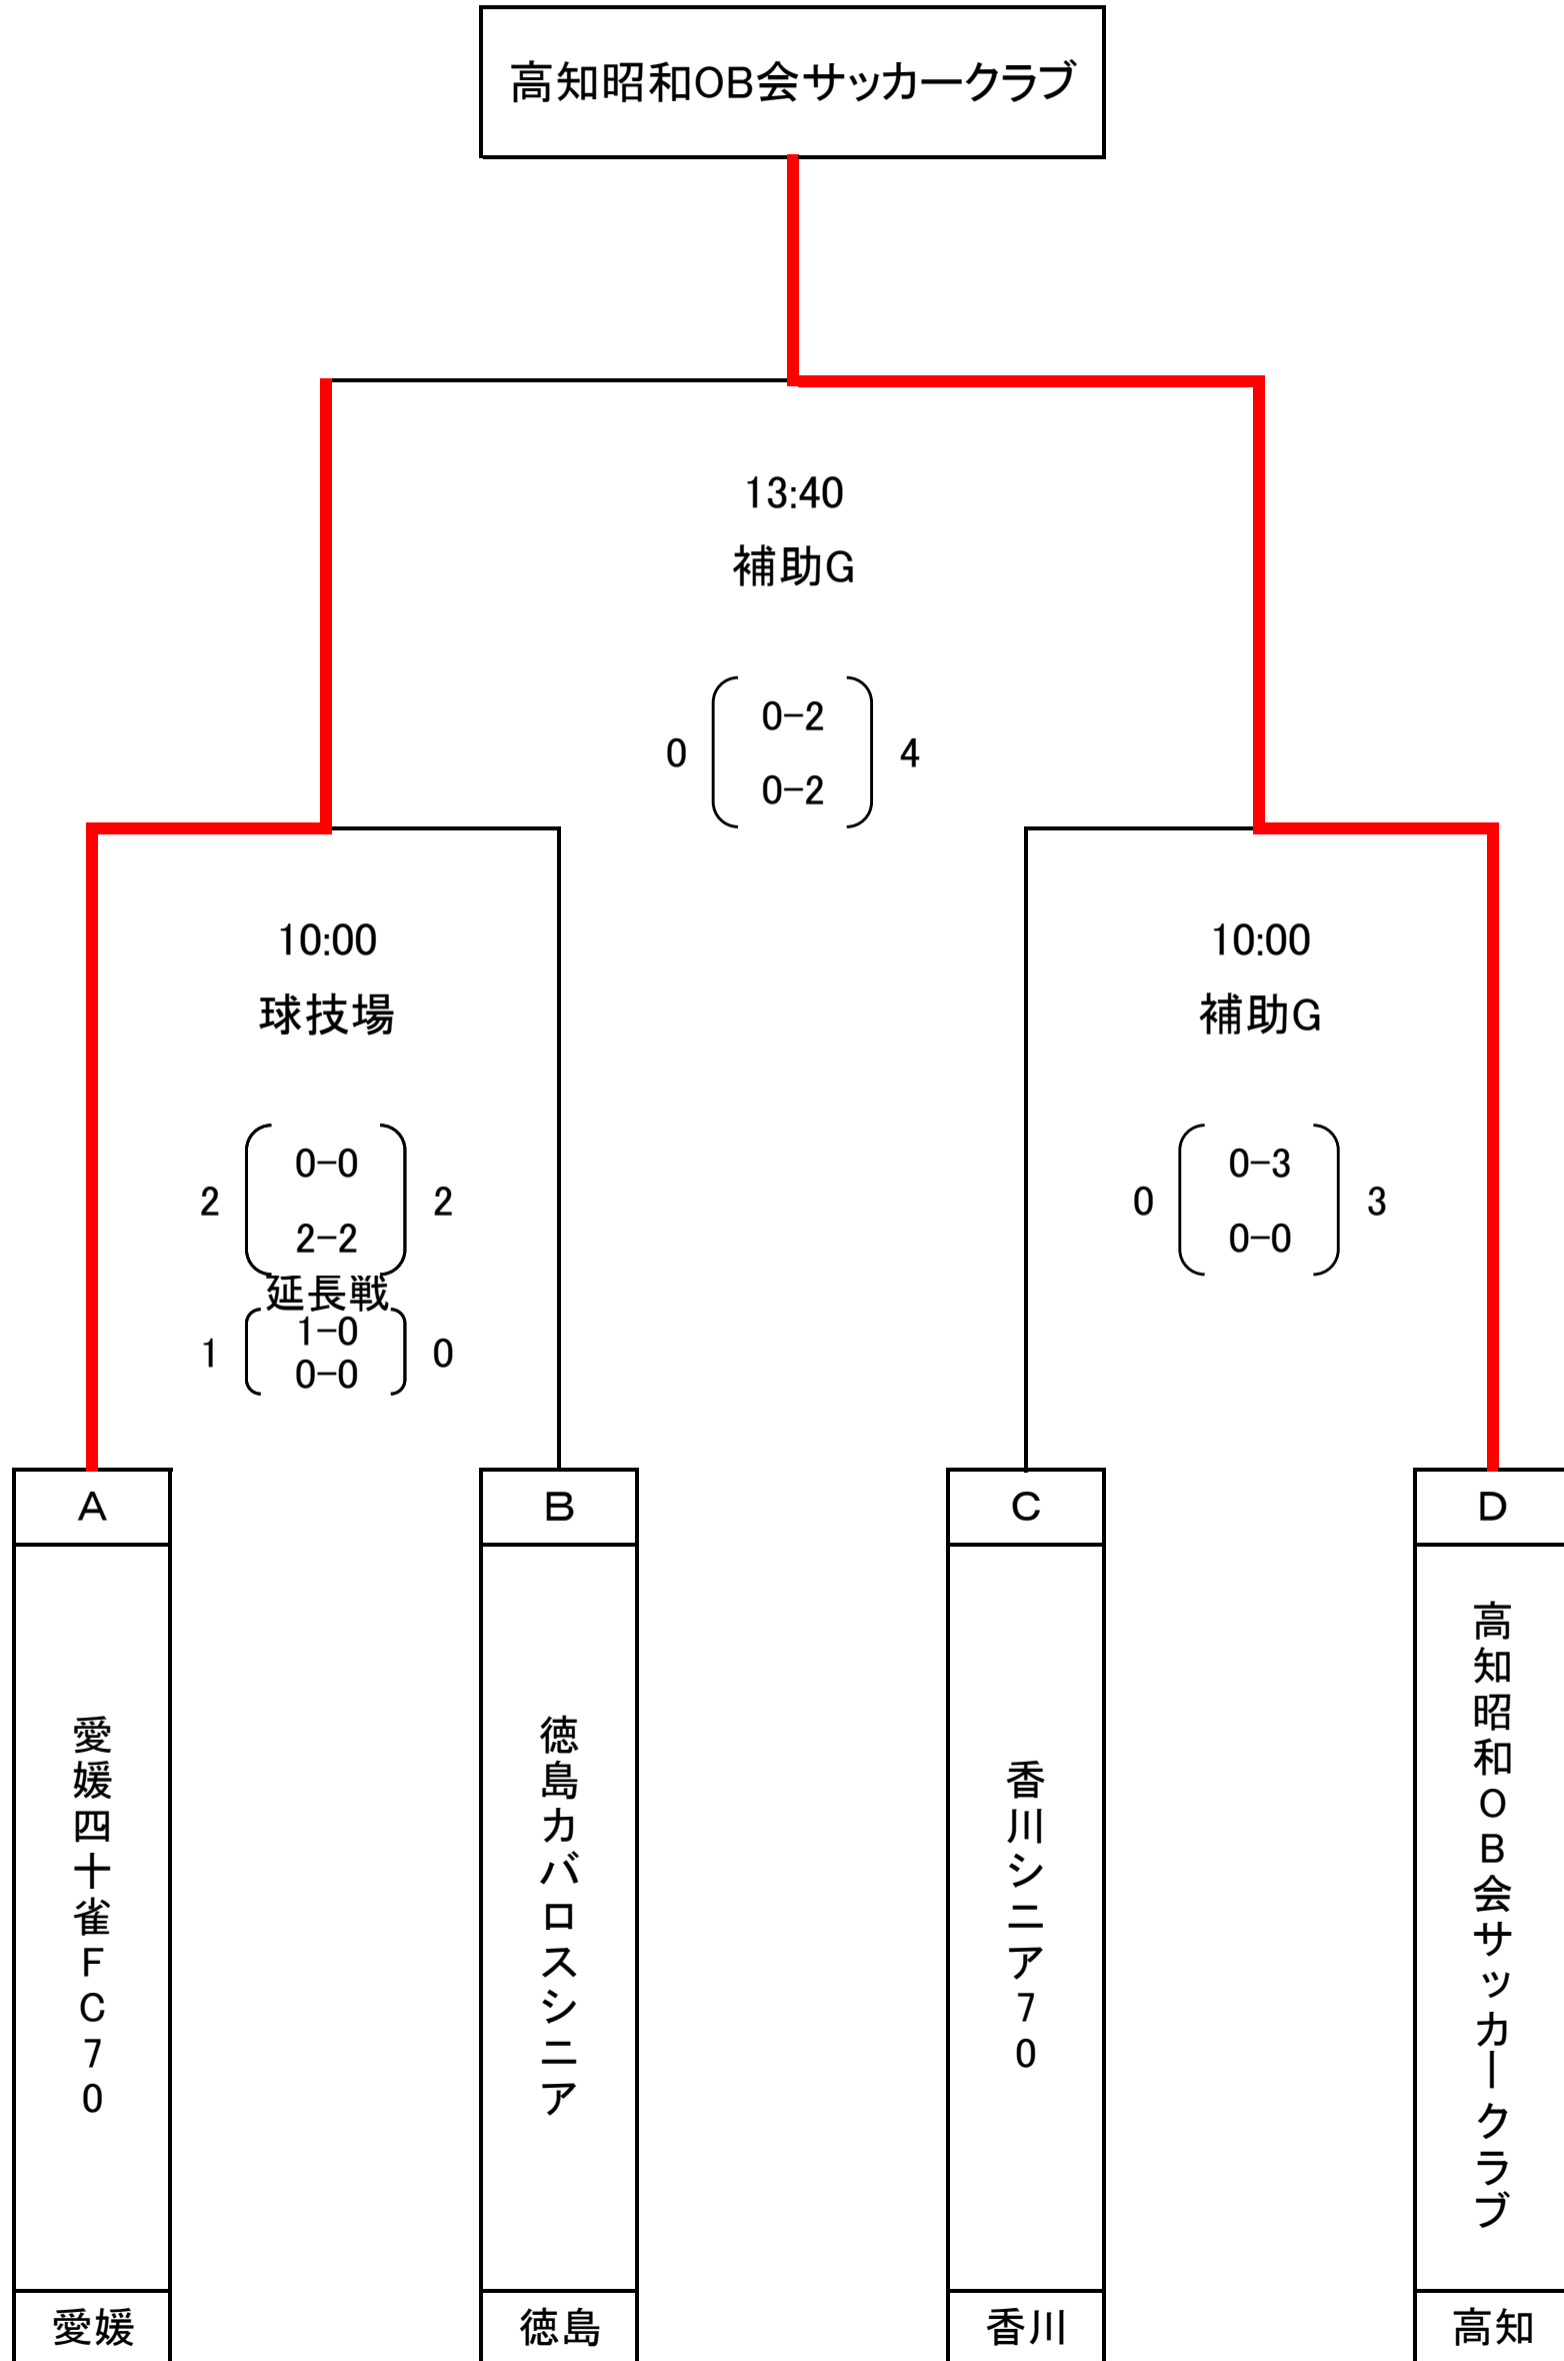 高知昭和OB会サッカークラブ
13:40
補助G
0-2
0 4
0-2
10:00
球技場
0-0
2 2
2-2
延長戦
1-0
1 0
0-0
10:00
補助G
0-3
0 3
0-0
A
愛媛四十雀FC70
愛媛
B
徳島カバロスシニア
徳島
C
香川シニア70
香川
D
高知昭和OB会サッカークラブ
高知